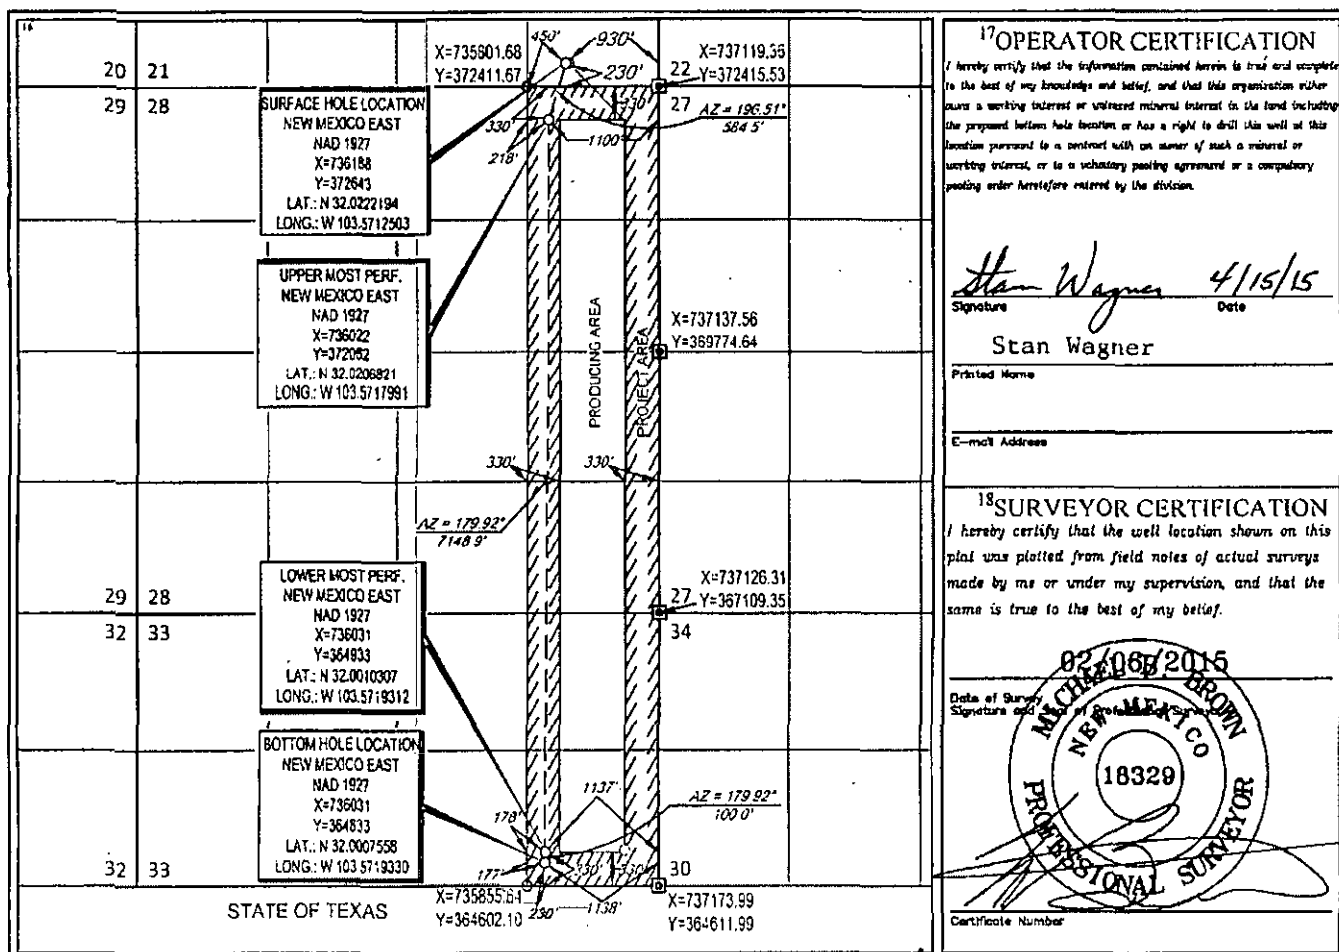 16
20 21
29 28
450'
930'
230'
X=735801.68
Y=372411.67
X=737119.36
Y=372415.53
22
27
330'
AZ = 196.51°
584.5'
330'
218'
1100'
SURFACE HOLE LOCATION
NEW MEXICO EAST
NAD 1927
X=736188
Y=372643
LAT.: N 32.0222194
LONG.: W 103.5712503
UPPER MOST PERF.
NEW MEXICO EAST
NAD 1927
X=736022
Y=372082
LAT.: N 32.0206821
LONG.: W 103.5717991
PRODUCING AREA
PROJECT AREA
X=737137.56
Y=369774.64
330'
330'
AZ = 179.92°
7148.9'
LOWER MOST PERF.
NEW MEXICO EAST
NAD 1927
X=736031
Y=364933
LAT.: N 32.0010307
LONG.: W 103.5719312
29 28
32 33
X=737126.31
Y=367109.35
27
34
BOTTOM HOLE LOCATION
NEW MEXICO EAST
NAD 1927
X=736031
Y=364833
LAT.: N 32.0007558
LONG.: W 103.5719330
1137'
178'
AZ = 179.92°
100.0'
32 33
177'
330'
330'
30
X=735855.64
Y=364602.10
230'
1138'
X=737173.99
Y=364611.99
STATE OF TEXAS
17OPERATOR CERTIFICATION
I hereby certify that the information contained herein is true and complete
to the best of my knowledge and belief, and that this organization either
owns a working interest or unleased mineral interest in the land including
the proposed bottom hole location or has a right to drill this well at this
location pursuant to a contract with an owner of such a mineral or
working interest, or to a voluntary pooling agreement or a compulsory
pooling order heretofore entered by the division.
Stan Wagner 4/15/15
Signature Date
Stan Wagner
Printed Name
E-mail Address
18SURVEYOR CERTIFICATION
I hereby certify that the well location shown on this
plat was plotted from field notes of actual surveys
made by me or under my supervision, and that the
same is true to the best of my belief.
02/06/2015
Date of Survey
Signature and Seal of Professional Surveyor
MICHAEL B. BROWN
NEW MEXICO
18329
PROFESSIONAL SURVEYOR
Certificate Number